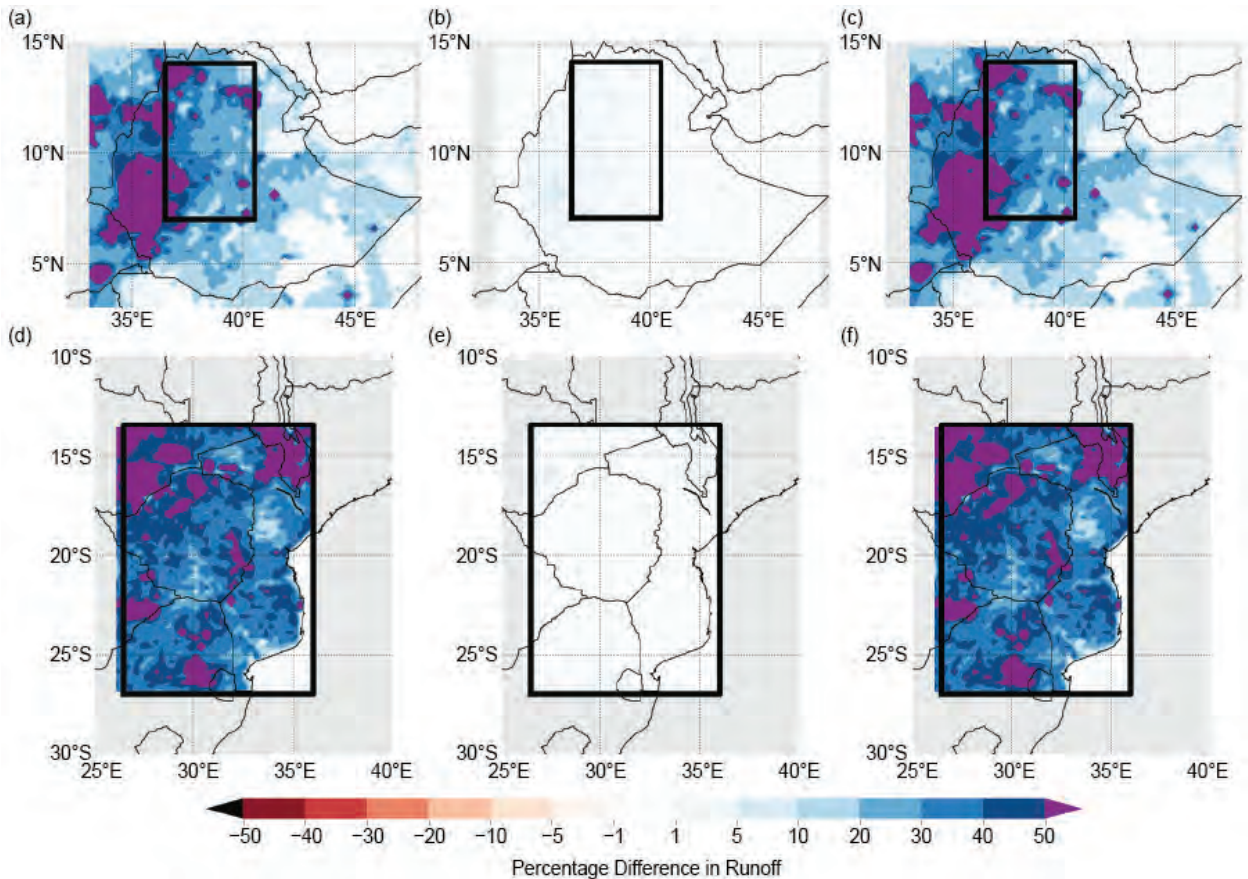 (a) (b) (c)
15°N 15°N 15°N
10°N 10°N 10°N
5°N 5°N 5°N
35°E 40°E 45°E 35°E 40°E 45°E 35°E 40°E 45°E
(d) (e) (f)
10°S 10°S 10°S
15°S 15°S 15°S
20°S 20°S 20°S
25°S 25°S 25°S
30°S 30°S 30°S
25°E 30°E 35°E 40°E 25°E 30°E 35°E 40°E 25°E 30°E 35°E 40°E
−50 −40 −30 −20 −10 −5 −1 1 5 10 20 30 40 50
Percentage Difference in Runoff